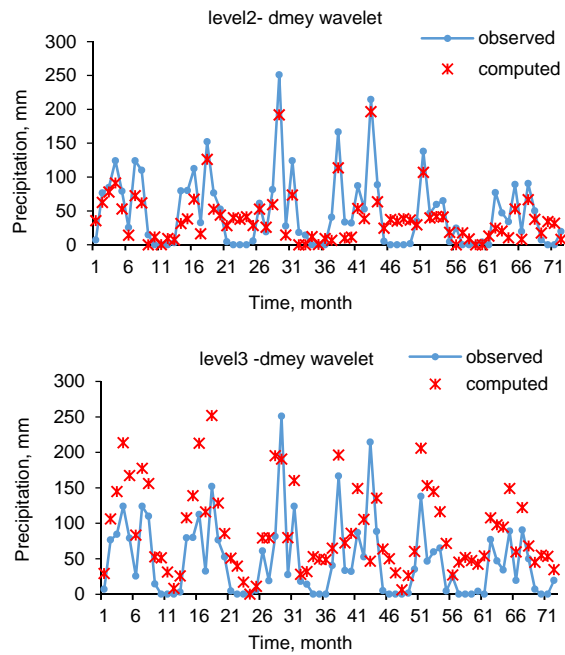 level2- dmey wavelet
observed
computed
Precipitation, mm
300
250
200
150
100
50
0
1 6 11 16 21 26 31 36 41 46 51 56 61 66 71
Time, month
level3 -dmey wavelet
observed
computed
Precipitation, mm
300
250
200
150
100
50
0
1 6 11 16 21 26 31 36 41 46 51 56 61 66 71
Time, month